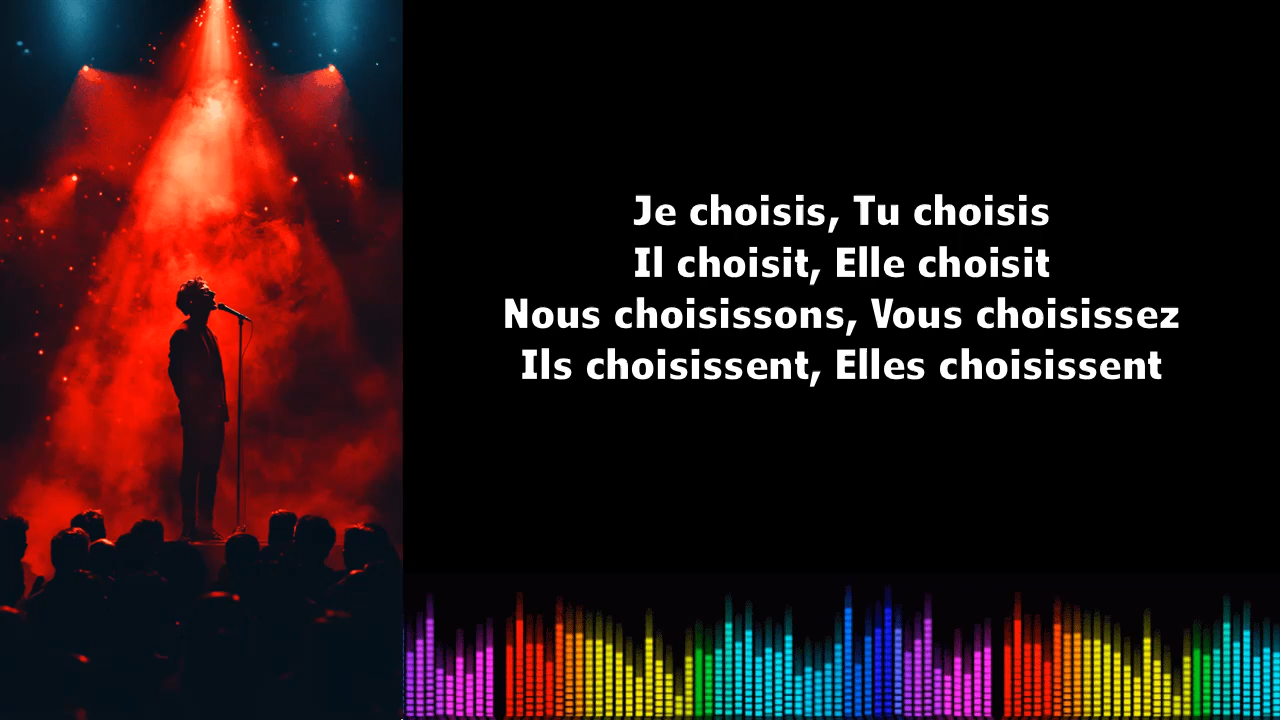 Je choisis, Tu choisis
Il choisit, Elle choisit
Nous choisissons, Vous choisissez
Ils choisissent, Elles choisissent